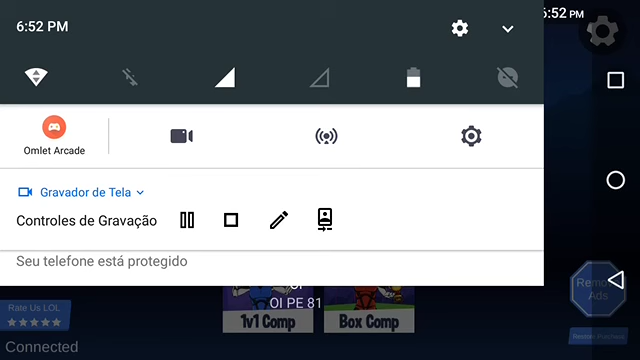 6:52 PM
6:52 PM
Omlet Arcade
Gravador de Tela
Controles de Gravação
Seu telefone está protegido
OI PE 81
1v1 Comp
Box Comp
Ads
Rate Us LOL
Connected